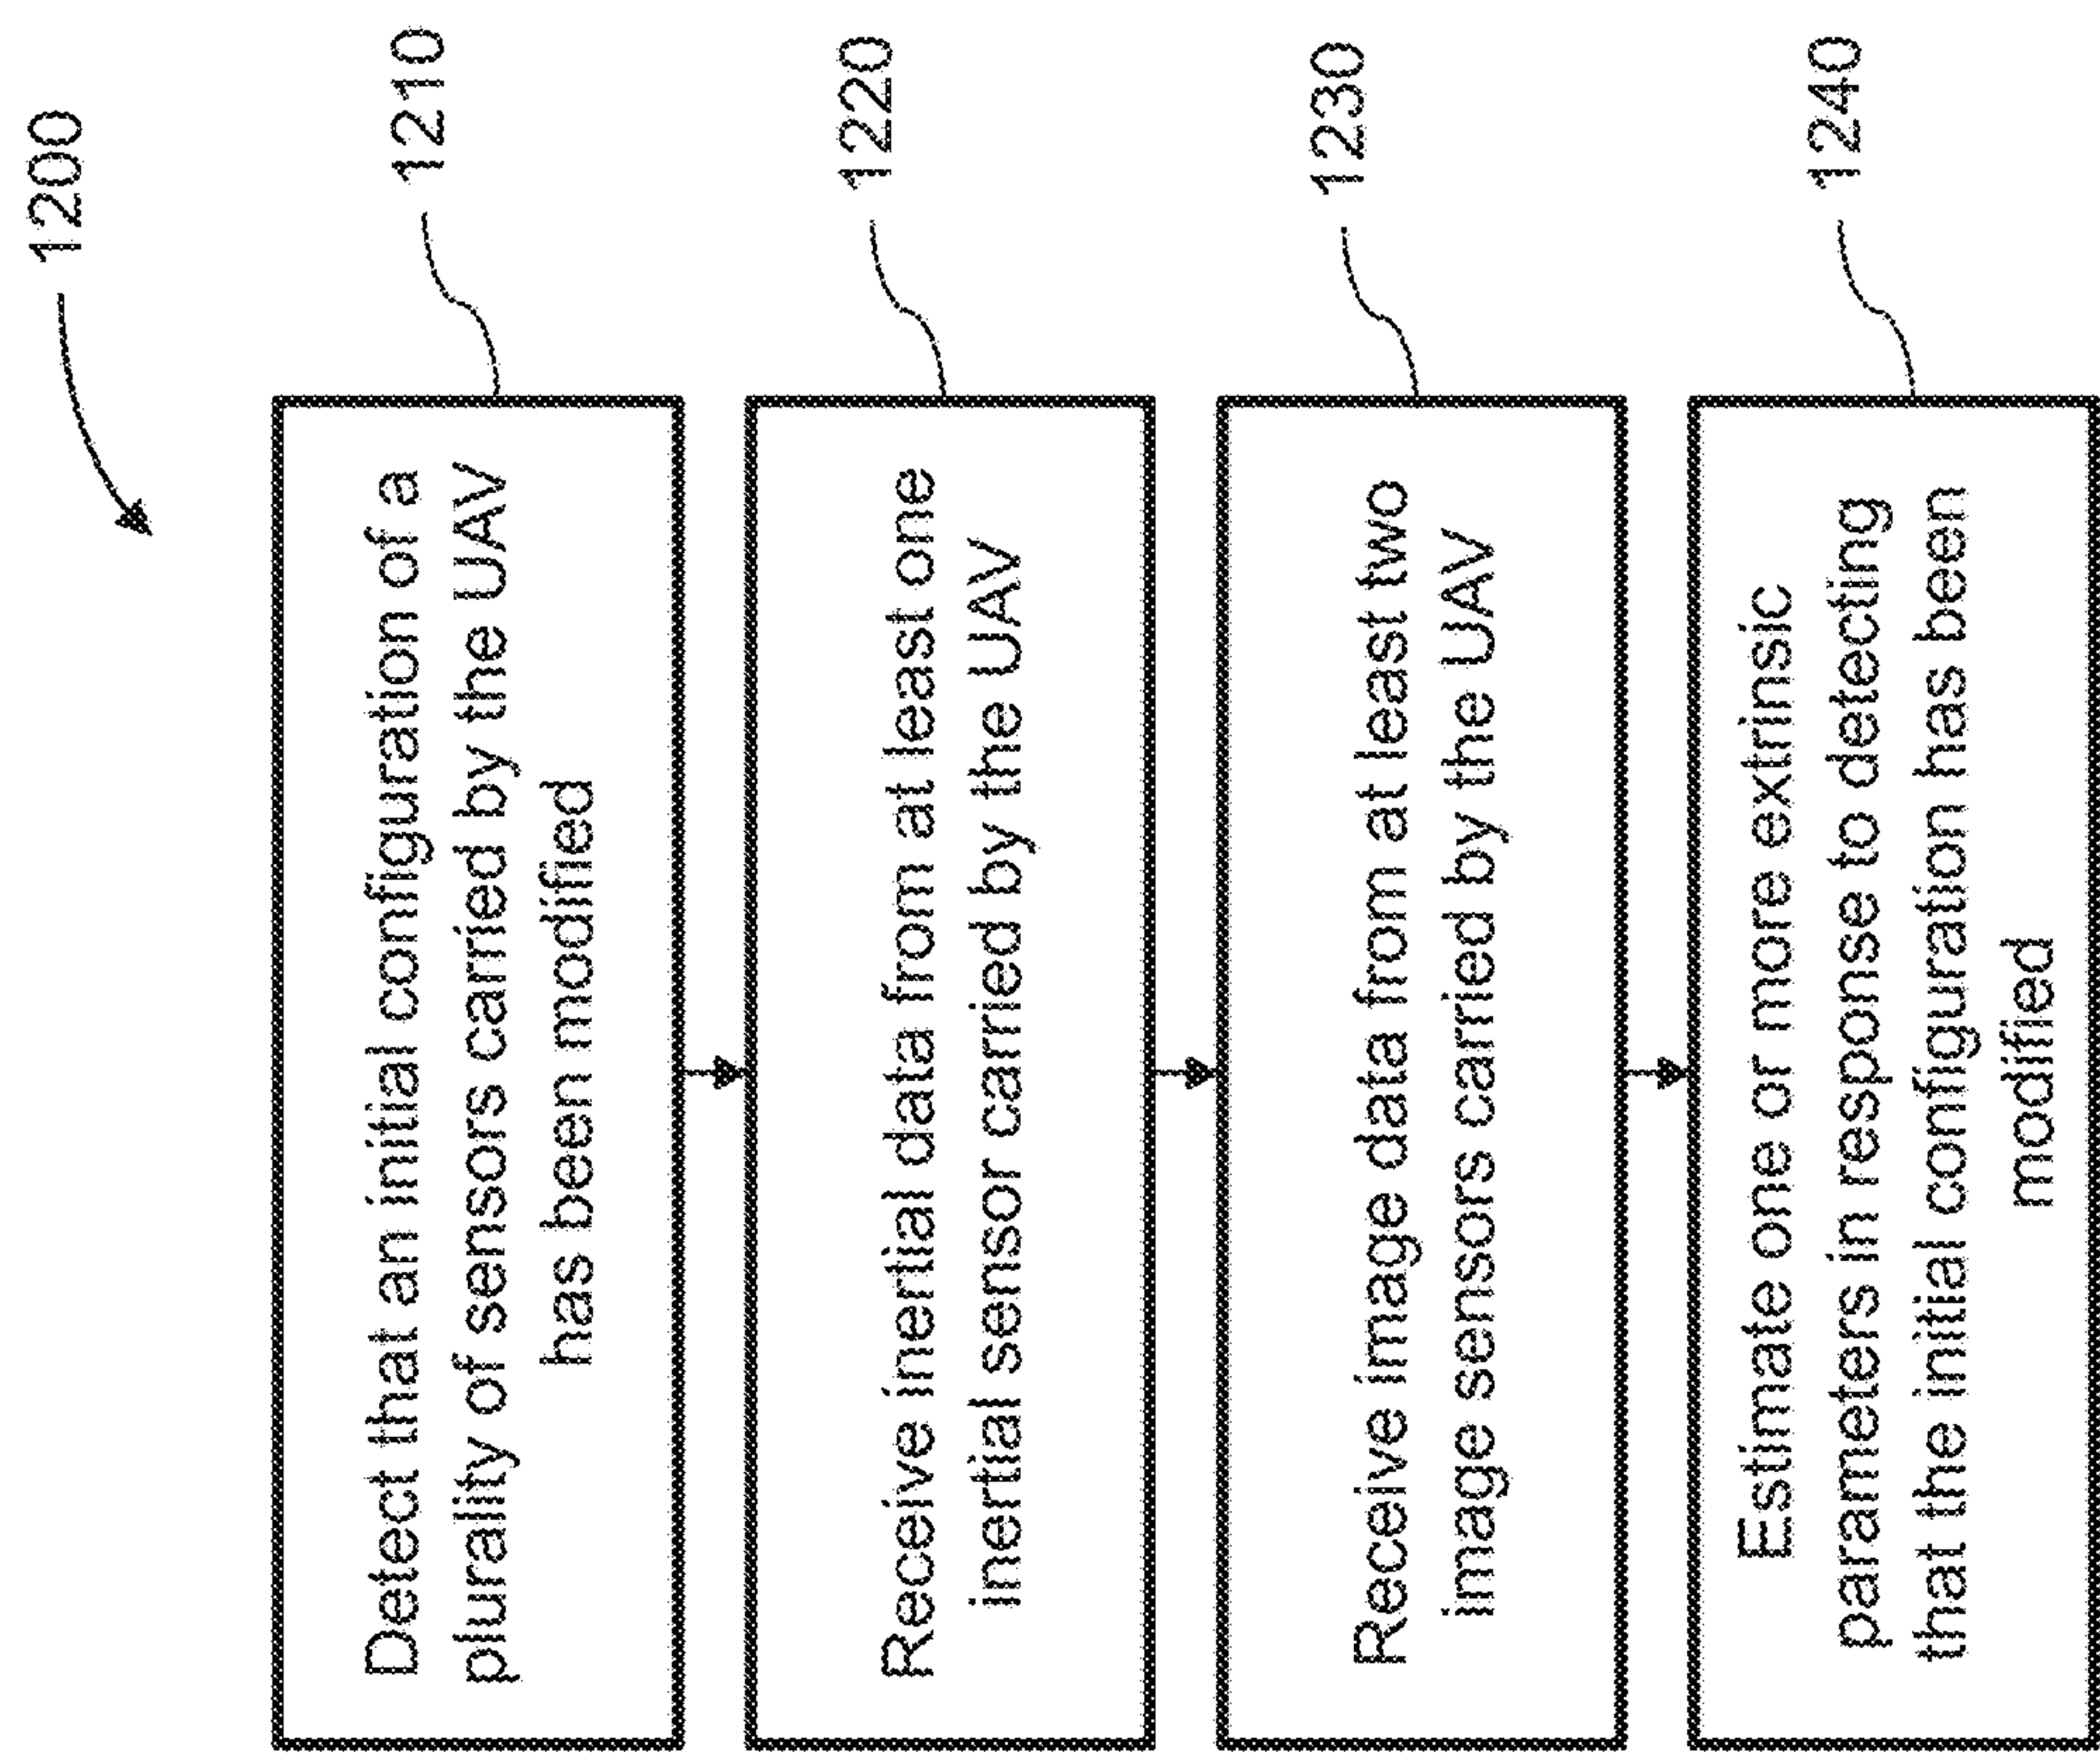 1200
Detect that an initial configuration of a
plurality of sensors carried by the UAV
has been modified
1210
Receive inertial data from at least one
inertial sensor carried by the UAV
1220
Receive image data from at least two
image sensors carried by the UAV
1230
Estimate one or more extrinsic
parameters in response to detecting
that the initial configuration has been
modified
1240